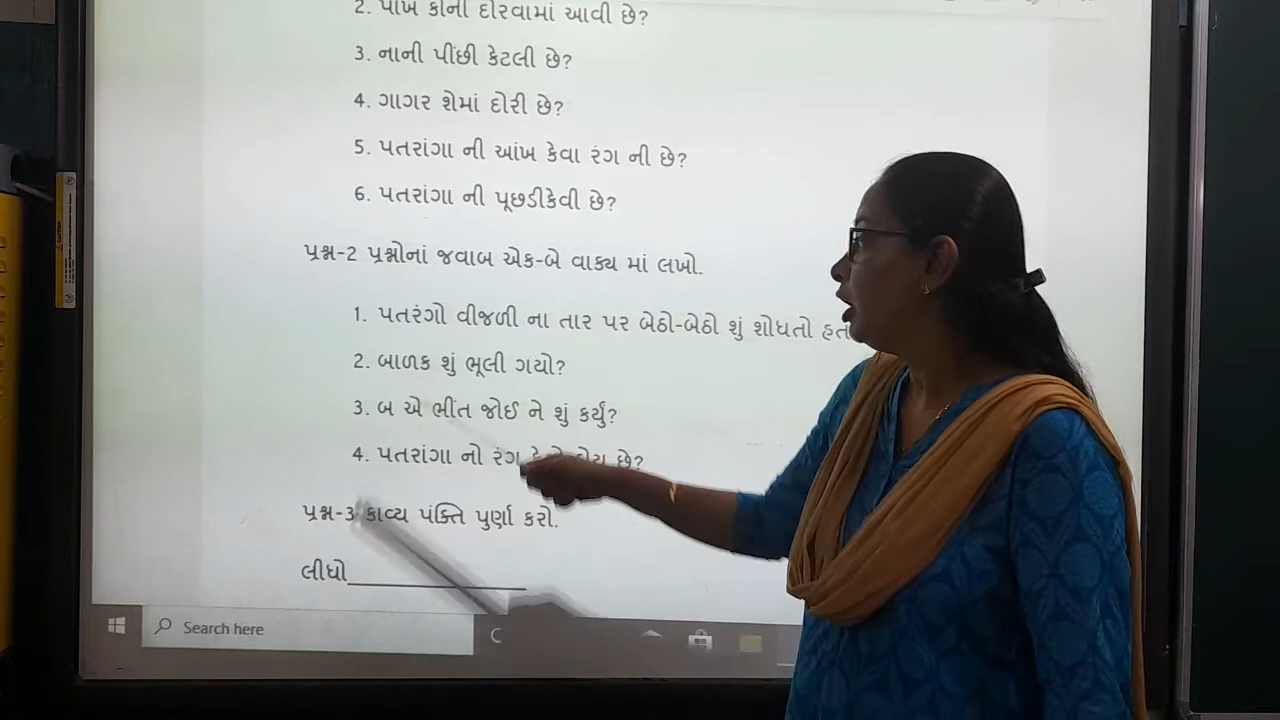 2. પાંખ કોની દોરવામાં આવી છે?
3. નાની પીંછી કેટલી છે?
4. ગાગર શેમાં દોરી છે?
5. પતરાંગા ની આંખ કેવા રંગ ની છે?
6. પતરાંગા ની પૂછડીકેવી છે?
પ્રશ્ન-2 પ્રશ્નોનાં જવાબ એક-બે વાક્ય માં લખો.
1. પતરંગો વીજળી ના તાર પર બેઠો-બેઠો શું શોધતો
2. બાળક શું ભૂલી ગયો?
3. બ એ ભીંત જોઈ ને શું કર્યું?
4. પતરાંગા નો રંગ છે?
પ્રશ્ન-3 કાવ્ય પંક્તિ પુર્ણા કરો.
લીધો______________
Search here